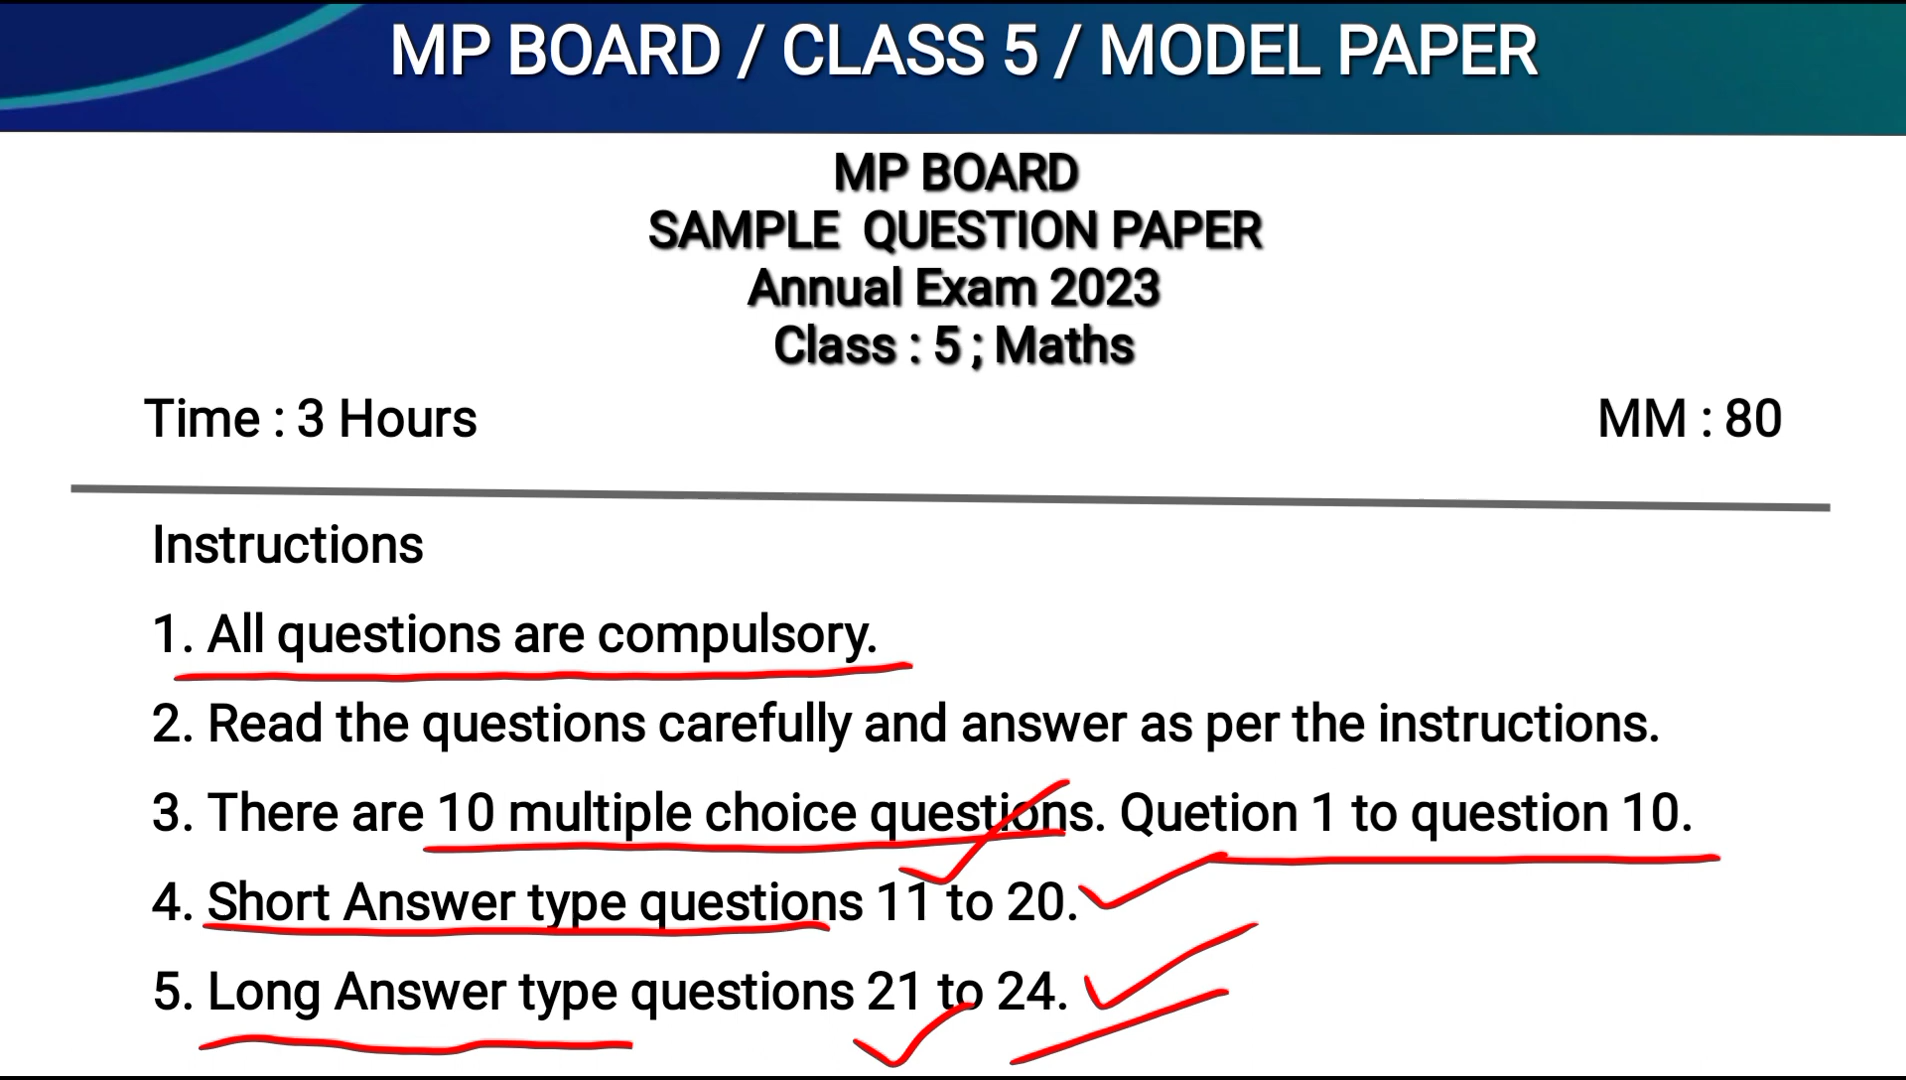 MP BOARD / CLASS 5 / MODEL PAPER
MP BOARD
SAMPLE QUESTION PAPER
Annual Exam 2023
Class : 5 ; Maths
Time : 3 Hours MM : 80
Instructions
1. All questions are compulsory.
2. Read the questions carefully and answer as per the instructions.
3. There are 10 multiple choice questions. Quetion 1 to question 10.
4. Short Answer type questions 11 to 20.
5. Long Answer type questions 21 to 24.